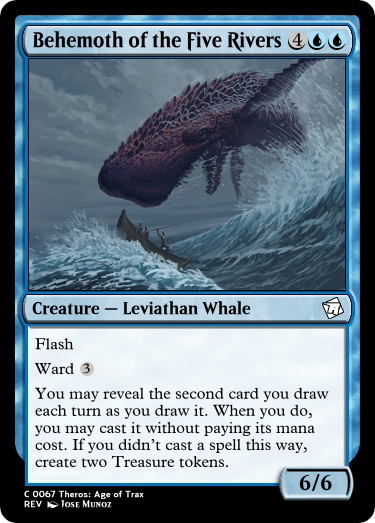 Behemoth of the Five Rivers 4
Creature — Leviathan Whale
Flash
Ward 3
You may reveal the second card you draw
each turn as you draw it. When you do,
you may cast it without paying its mana
cost. If you didn't cast a spell this way,
create two Treasure tokens.
6/6
C 0067 Theros: Age of Trax
REV Jose Munoz